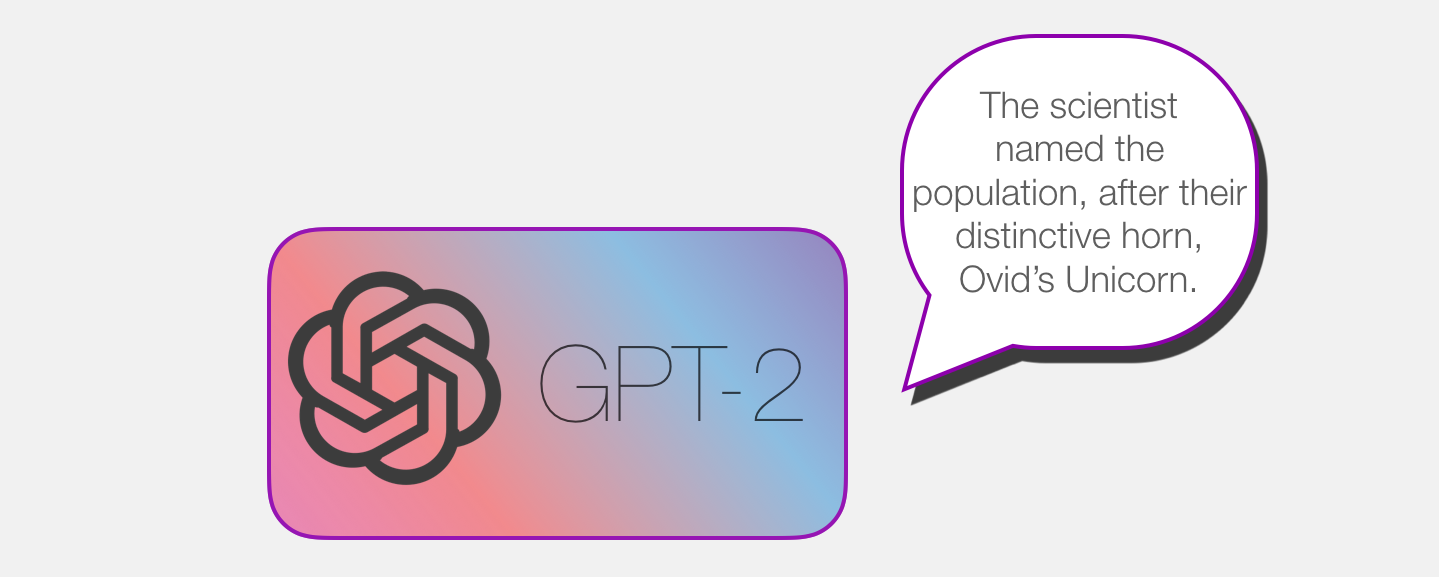 The scientist
named the
population, after their
distinctive horn,
Ovid’s Unicorn.
GPT-2